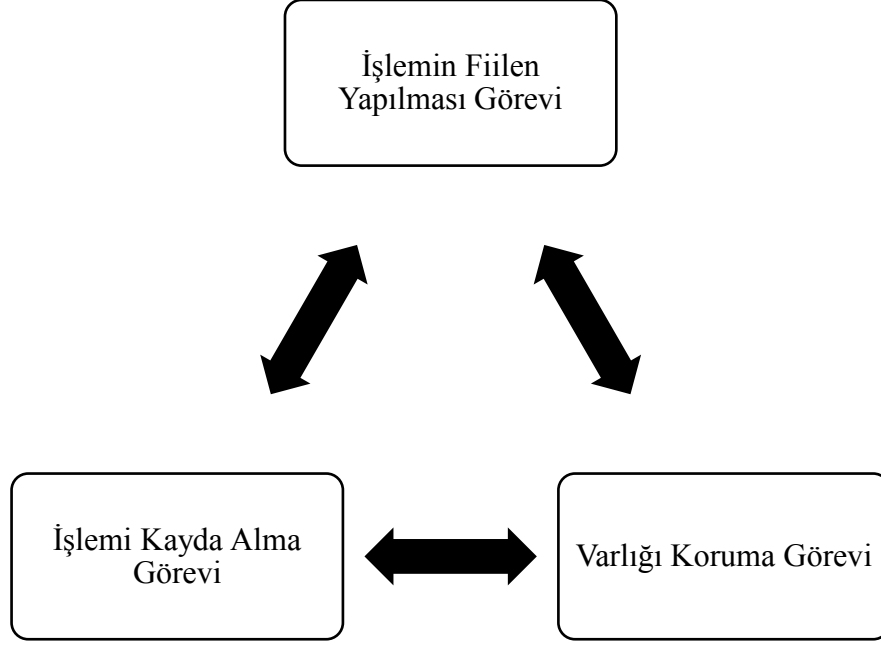 İşlemin Fiilen
Yapılması Görevi
İşlemi Kayda Alma
Görevi
Varlığı Koruma Görevi